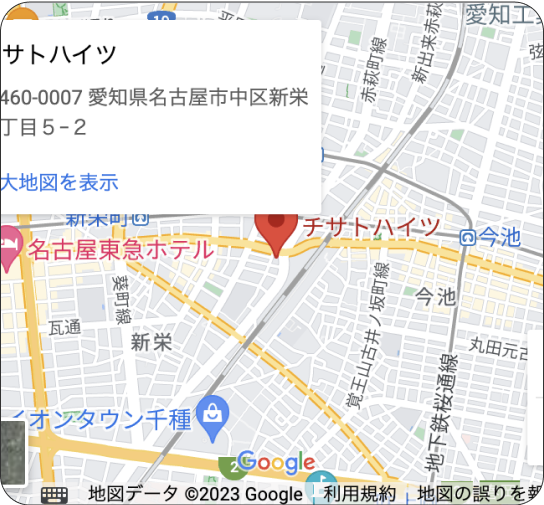 サトハイツ
460-0007 愛知県名古屋市中区新栄
丁目５−２
大地図を表示
19
愛知工
赤萩町線
新出来赤萩
新栄町
チサトハイツ
今池
名古屋東急ホテル
葵町線
今池
瓦通
新栄
覚王山古井ノ坂町線
丸田元古
地下鉄桜通線
イオンタウン千種
2
Google
地図データ ©2023 Google
利用規約
地図の誤りを報